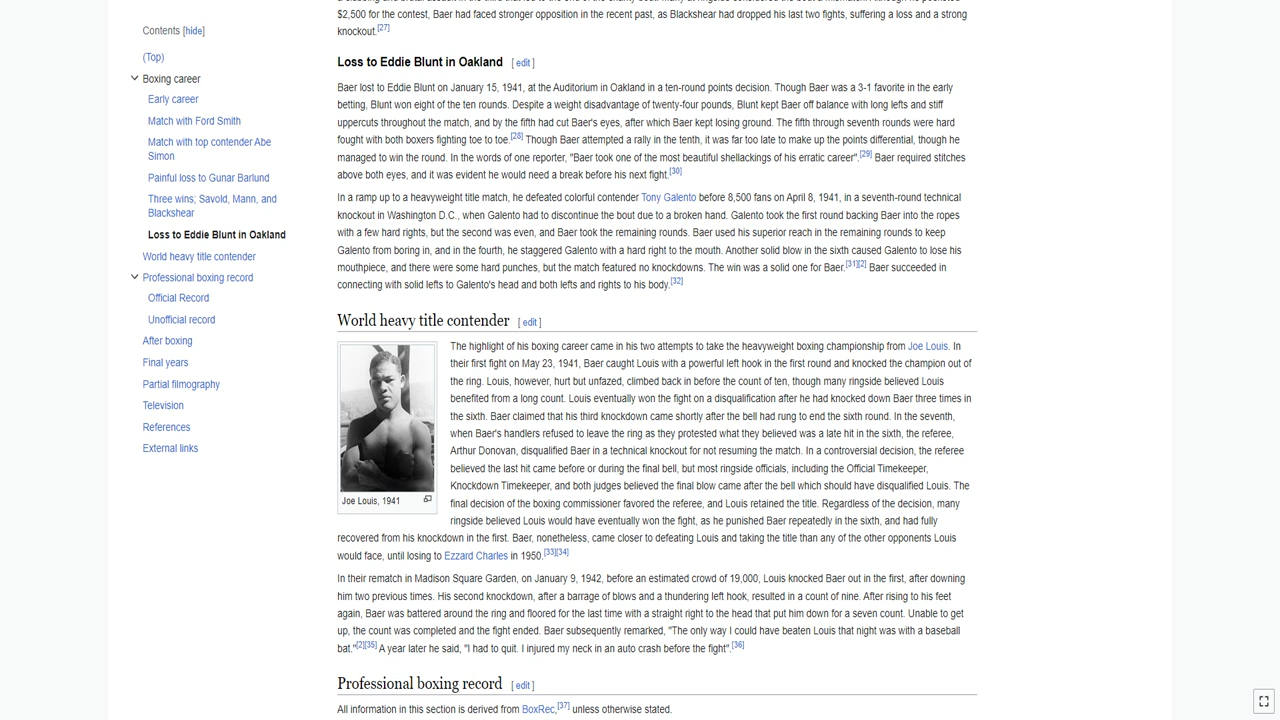 $2,500 for the contest, Baer had faced stronger opposition in the recent past, as Blackshear had dropped his last two fights, suffering a loss and a strong
knockout.[27]
Contents [hide]
(Top)
Boxing career
Early career
Match with Ford Smith
Match with top contender Abe
Simon
Painful loss to Gunar Barlund
Three wins; Savold, Mann, and
Blackshear
Loss to Eddie Blunt in Oakland
World heavy title contender
Professional boxing record
Official Record
Unofficial record
After boxing
Final years
Partial filmography
Television
References
External links
Loss to Eddie Blunt in Oakland [ edit ]
Baer lost to Eddie Blunt on January 15, 1941, at the Auditorium in Oakland in a ten-round points decision. Though Baer was a 3-1 favorite in the early
betting, Blunt won eight of the ten rounds. Despite a weight disadvantage of twenty-four pounds, Blunt kept Baer off balance with long lefts and stiff
uppercuts throughout the match, and by the fifth had cut Baer's eyes, after which Baer kept losing ground. The fifth through seventh rounds were hard
fought with both boxers fighting toe to toe.[28] Though Baer attempted a rally in the tenth, it was far too late to make up the points differential, though he
managed to win the round. In the words of one reporter, "Baer took one of the most beautiful shellackings of his erratic career".[29] Baer required stitches
above both eyes, and it was evident he would need a break before his next fight.[30]
In a ramp up to a heavyweight title match, he defeated colorful contender Tony Galento before 8,500 fans on April 8, 1941, in a seventh-round technical
knockout in Washington D.C., when Galento had to discontinue the bout due to a broken hand. Galento took the first round backing Baer into the ropes
with a few hard rights, but the second was even, and Baer took the remaining rounds. Baer used his superior reach in the remaining rounds to keep
Galento from boring in, and in the fourth, he staggered Galento with a hard right to the mouth. Another solid blow in the sixth caused Galento to lose his
mouthpiece, and there were some hard punches, but the match featured no knockdowns. The win was a solid one for Baer.[31][2] Baer succeeded in
connecting with solid lefts to Galento's head and both lefts and rights to his body.[32]
World heavy title contender [ edit ]
Joe Louis, 1941
The highlight of his boxing career came in his two attempts to take the heavyweight boxing championship from Joe Louis. In
their first fight on May 23, 1941, Baer caught Louis with a powerful left hook in the first round and knocked the champion out of
the ring. Louis, however, hurt but unfazed, climbed back in before the count of ten, though many ringside believed Louis
benefited from a long count. Louis eventually won the fight on a disqualification after he had knocked down Baer three times in
the sixth. Baer claimed that his third knockdown came shortly after the bell had rung to end the sixth round. In the seventh,
when Baer's handlers refused to leave the ring as they protested what they believed was a late hit in the sixth, the referee,
Arthur Donovan, disqualified Baer in a technical knockout for not resuming the match. In a controversial decision, the referee
believed the last hit came before or during the final bell, but most ringside officials, including the Official Timekeeper,
Knockdown Timekeeper, and both judges believed the final blow came after the bell which should have disqualified Louis. The
final decision of the boxing commissioner favored the referee, and Louis retained the title. Regardless of the decision, many
ringside believed Louis would have eventually won the fight, as he punished Baer repeatedly in the sixth, and had fully
recovered from his knockdown in the first. Baer, nonetheless, came closer to defeating Louis and taking the title than any of the other opponents Louis
would face, until losing to Ezzard Charles in 1950.[33][34]
In their rematch in Madison Square Garden, on January 9, 1942, before an estimated crowd of 19,000, Louis knocked Baer out in the first, after downing
him two previous times. His second knockdown, after a barrage of blows and a thundering left hook, resulted in a count of nine. After rising to his feet
again, Baer was battered around the ring and floored for the last time with a straight right to the head that put him down for a seven count. Unable to get
up, the count was completed and the fight ended. Baer subsequently remarked, "The only way I could have beaten Louis that night was with a baseball
bat."[2][35] A year later he said, "I had to quit. I injured my neck in an auto crash before the fight".[36]
Professional boxing record [ edit ]
All information in this section is derived from BoxRec,[37] unless otherwise stated.